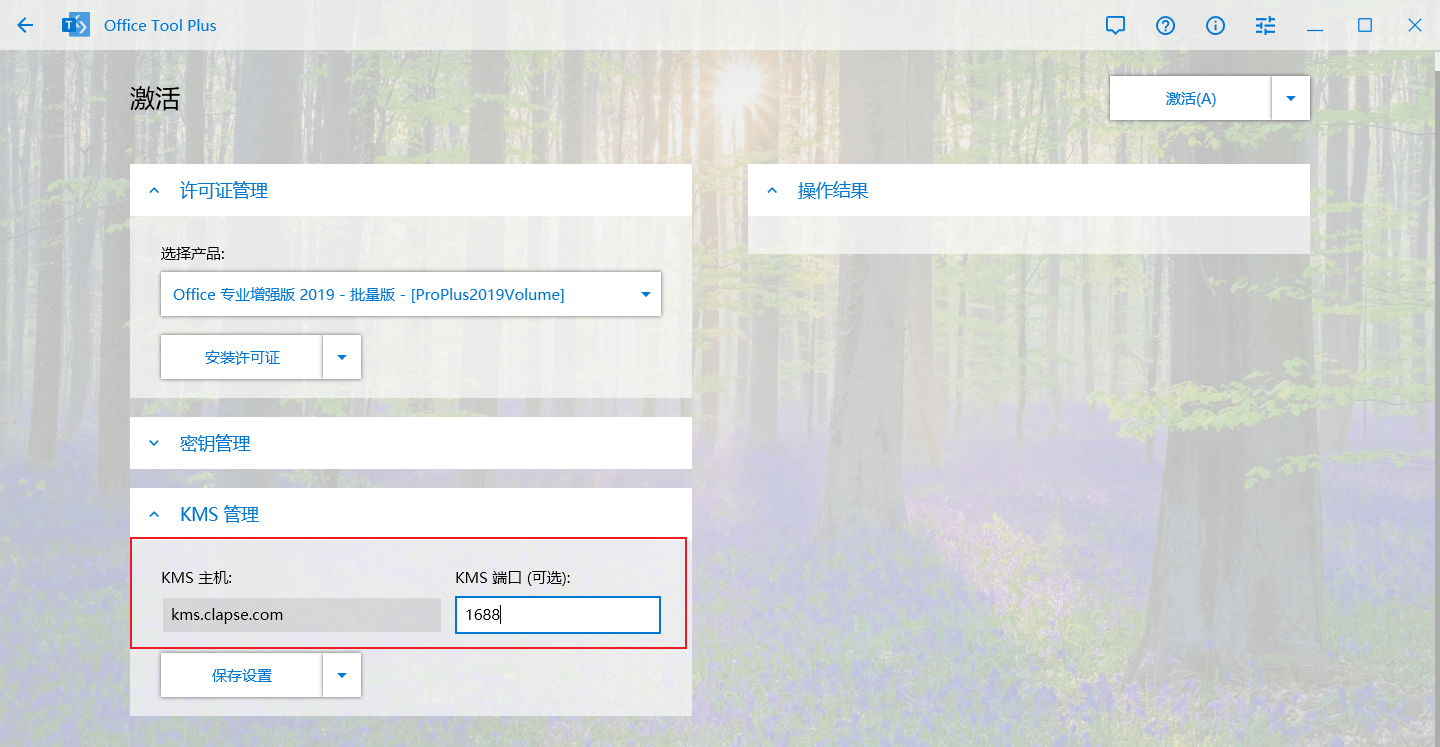 Office Tool Plus
激活
激活(A)
许可证管理
操作结果
选择产品:
Office 专业增强版 2019 - 批量版 - [ProPlus2019Volume]
安装许可证
密钥管理
KMS 管理
KMS 主机:
KMS 端口 (可选):
kms.clapse.com
1688
保存设置